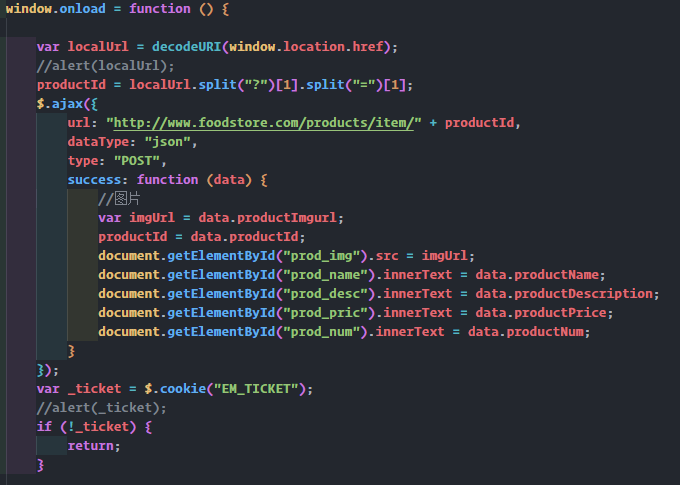 window.onload = function () {
var localUrl = decodeURI(window.location.href);
//alert(localUrl);
productId = localUrl.split("?")[1].split("=")[1];
$.ajax({
url: "http://www.foodstore.com/products/item/" + productId,
dataType: "json",
type: "POST",
success: function (data) {
//图片
var imgUrl = data.productImgurl;
productId = data.productId;
document.getElementById("prod_img").src = imgUrl;
document.getElementById("prod_name").innerText = data.productName;
document.getElementById("prod_desc").innerText = data.productDescription;
document.getElementById("prod_pric").innerText = data.productPrice;
document.getElementById("prod_num").innerText = data.productNum;
}
});
var _ticket = $.cookie("EM_TICKET");
//alert(_ticket);
if (!_ticket) {
return;
}